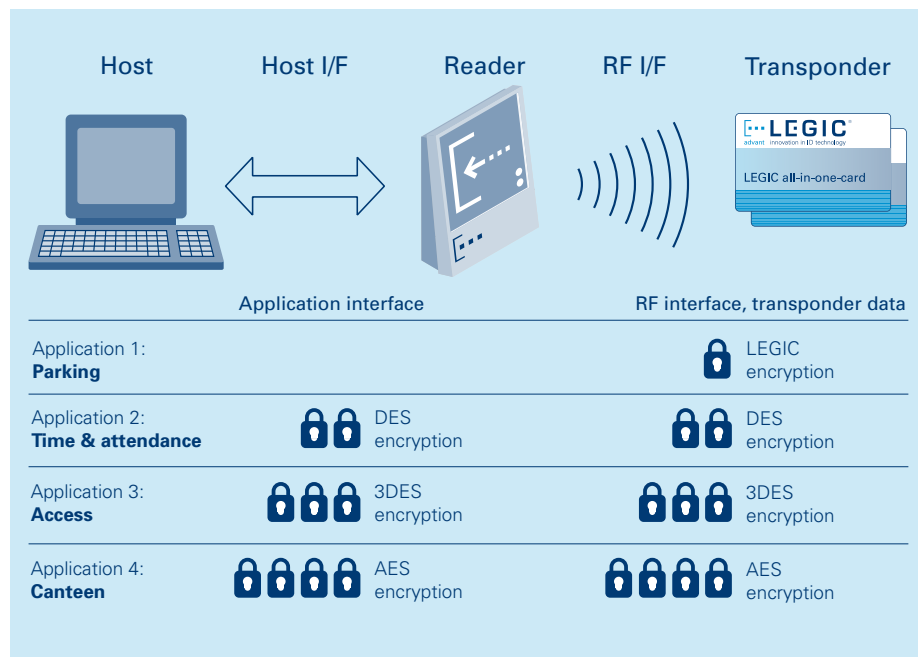 Host Host I/F Reader RF I/F Transponder
LEGIC®
advant innovation in ID technology
LEGIC all-in-one-card
Application interface RF interface, transponder data
Application 1:
Parking
LEGIC
encryption
Application 2:
Time & attendance
DES
encryption
DES
encryption
Application 3:
Access
3DES
encryption
3DES
encryption
Application 4:
Canteen
AES
encryption
AES
encryption